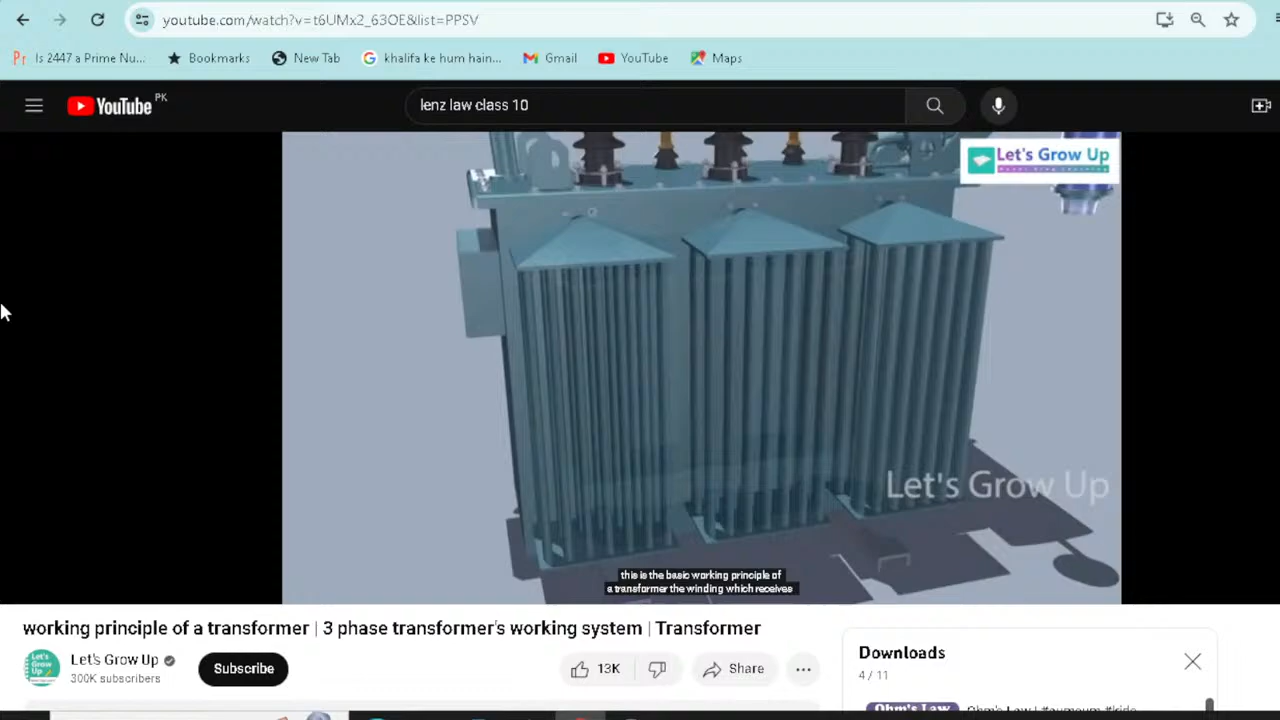 youtube.com/watch?v=t6UMx2_63OE&list=PPSV
Is 2447 a Prime Nu...
Bookmarks
New Tab
khalifa ke hum hain...
Gmail
YouTube
Maps
YouTube PK
lenz law class 10
Let's Grow Up
Let's Grow Up
this is the basic working principle of
a transformer the winding which receives
working principle of a transformer | 3 phase transformer's working system | Transformer
Let's Grow Up
300K subscribers
Subscribe
13K
Share
Downloads
4 / 11